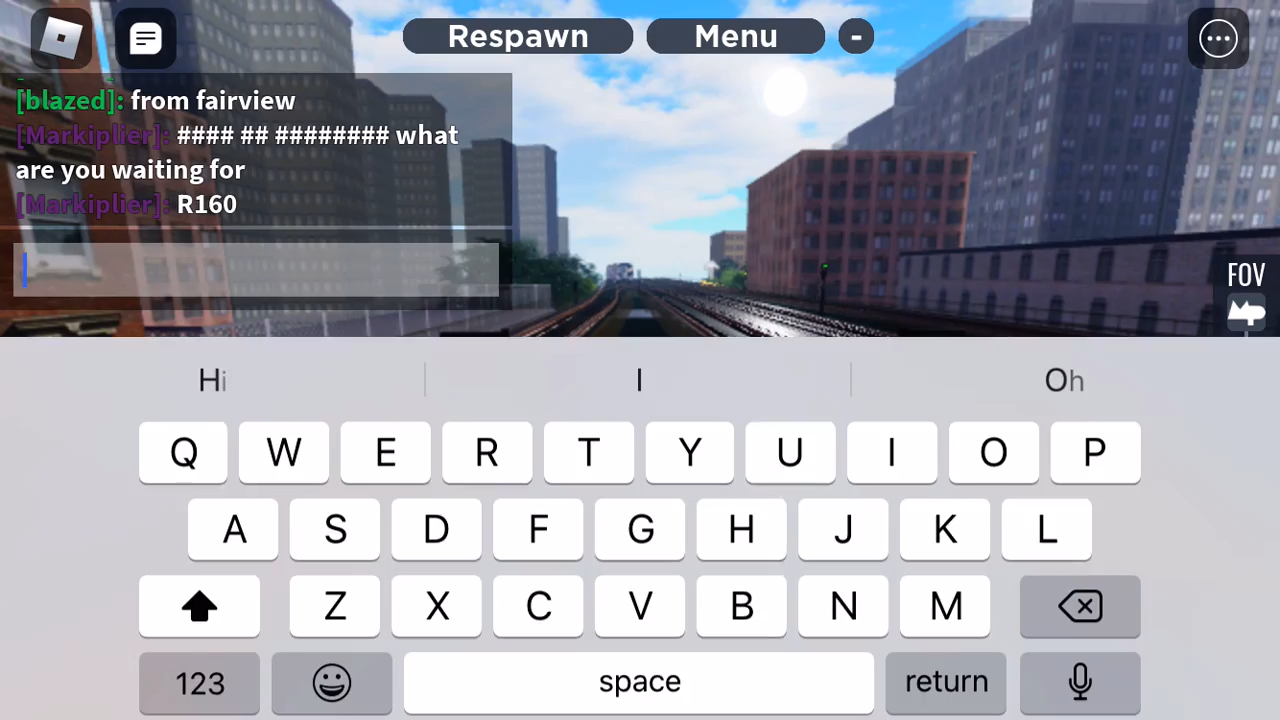 Respawn Menu -
[blazed]: from fairview
[Markiplier]: #### ## ######## what
are you waiting for
[Markiplier]: R160
FOV
Hi I Oh
Q W E R T Y U I O P
A S D F G H J K L
Z X C V B N M
123 space return